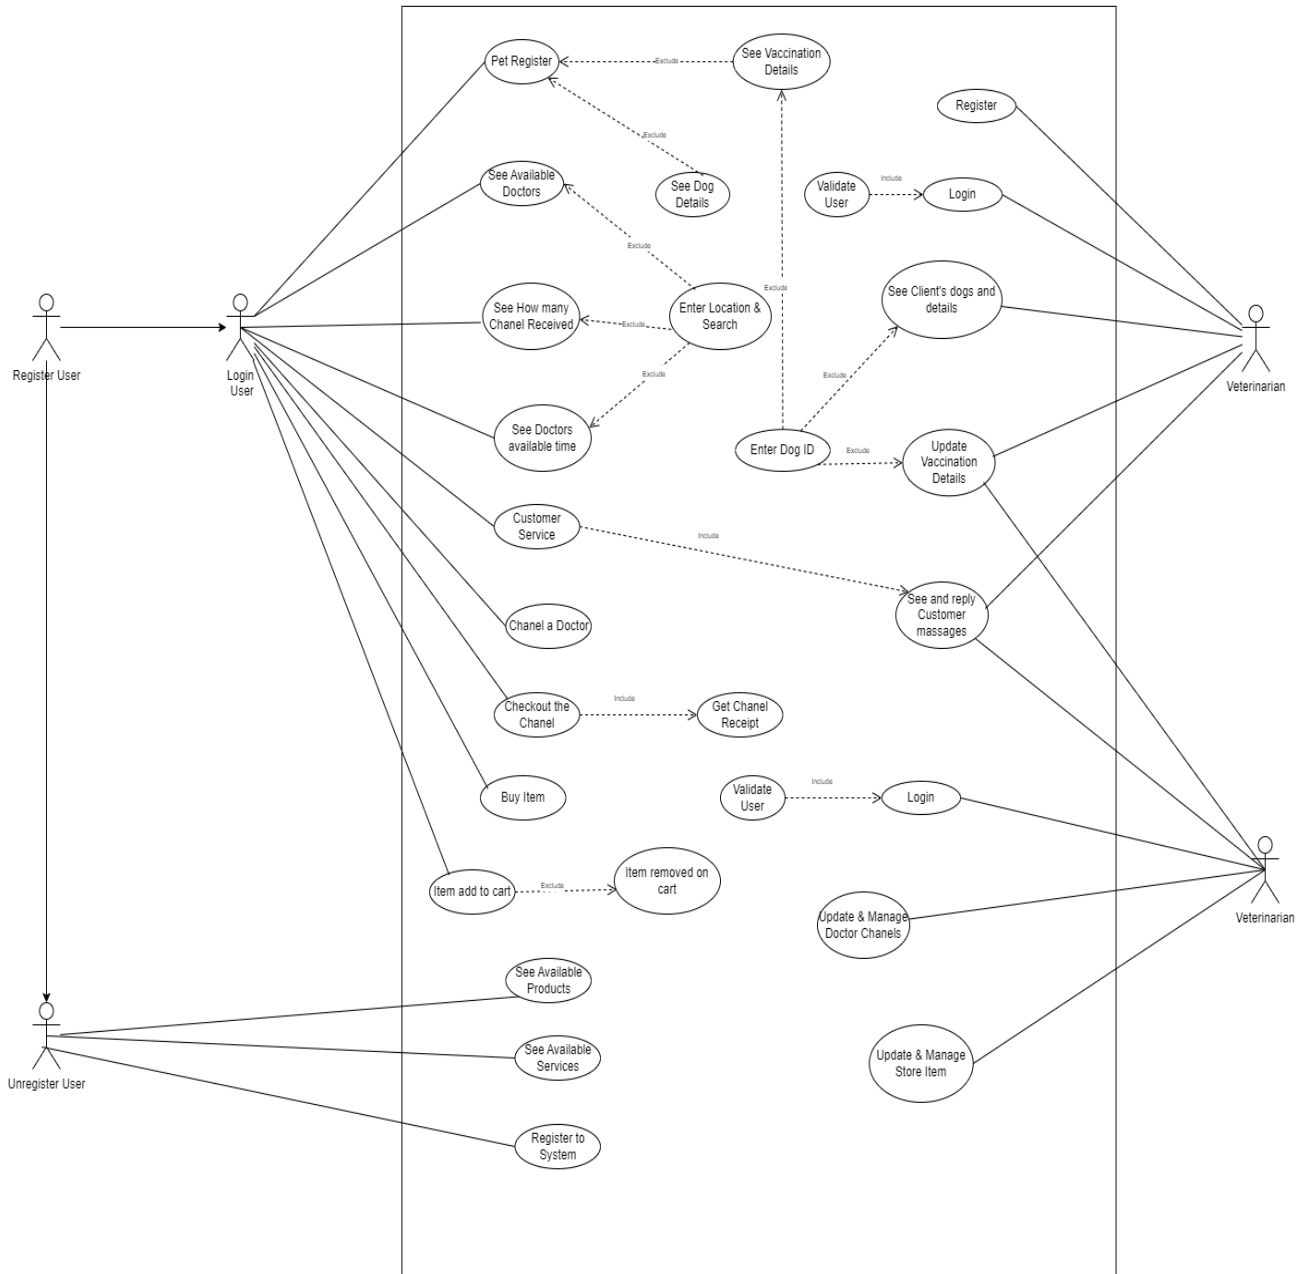 Pet Register
Exclude
See Vaccination
Details
Register
Exclude
See Available
Doctors
See Dog
Details
Validate
User
Include
Login
Exclude
See How many
Chanel Received
Exclude
Enter Location &
Search
Exclude
See Client's dogs and
details
Register User
Login
User
Exclude
Exclude
Veterinarian
See Doctors
available time
Enter Dog ID
Exclude
Update
Vaccination
Details
Customer
Service
Include
See and reply
Customer
massages
Chanel a Doctor
Checkout the
Chanel
Include
Get Chanel
Receipt
Buy Item
Validate
User
Include
Login
Item add to cart
Exclude
Item removed on
cart
Update & Manage
Doctor Chanels
Veterinarian
See Available
Products
See Available
Services
Update & Manage
Store Item
Unregister User
Register to
System